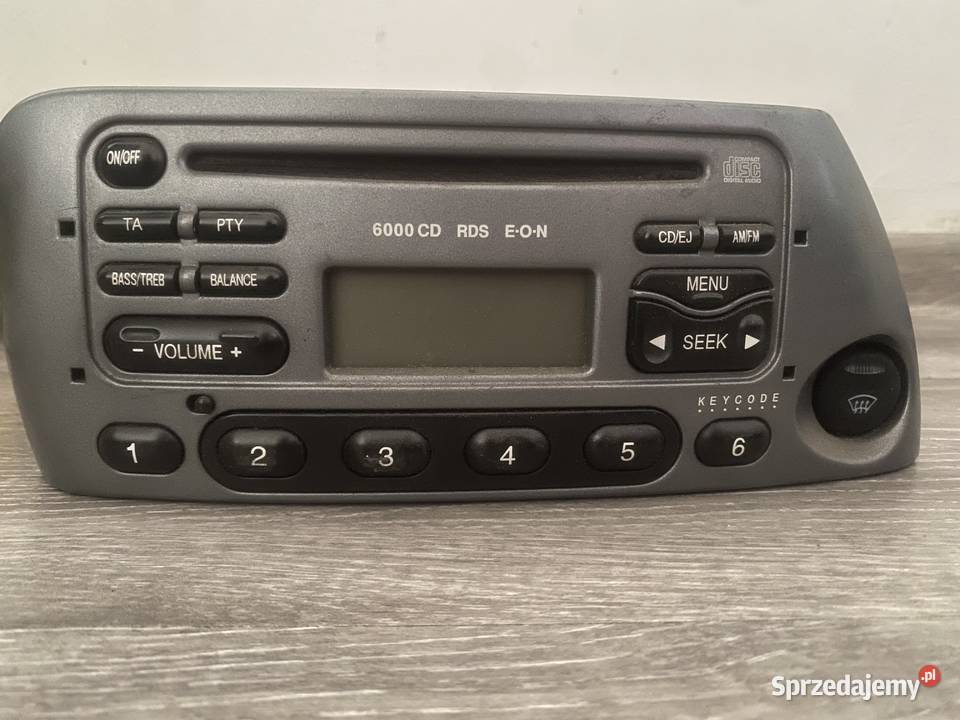 ON/OFF
COMPACT
disc
DIGITAL AUDIO
TA PTY
6000 CD RDS E·O·N
CD/EJ AM/FM
BASS/TREB BALANCE
MENU
- VOLUME +
◄ SEEK ►
KEYCODE
1 2 3 4 5 6
Sprzedajemy.pl